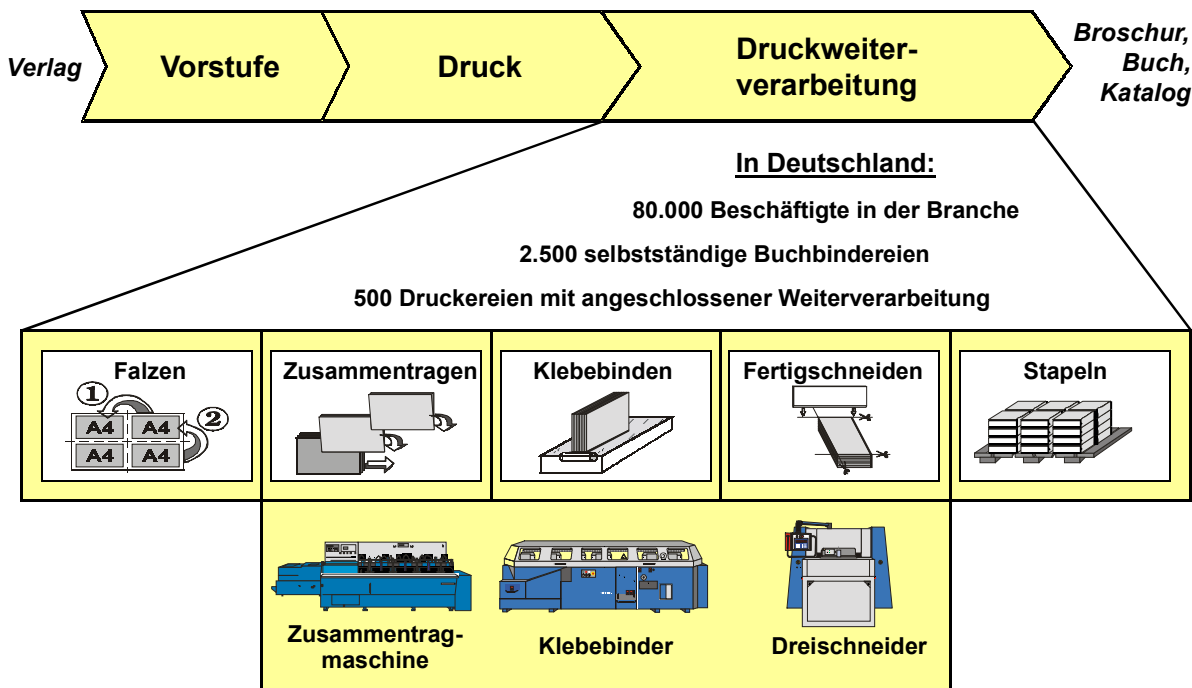 Verlag
Vorstufe
Druck
Druckweiter-
verarbeitung
Broschur,
Buch,
Katalog
In Deutschland:
80.000 Beschäftigte in der Branche
2.500 selbstständige Buchbindereien
500 Druckereien mit angeschlossener Weiterverarbeitung
Falzen
1
2
A4 A4
A4 A4
Zusammentragen
Klebebinden
Fertigschneiden
Stapeln
Zusammentrag-
maschine
Klebebinder
Dreischneider